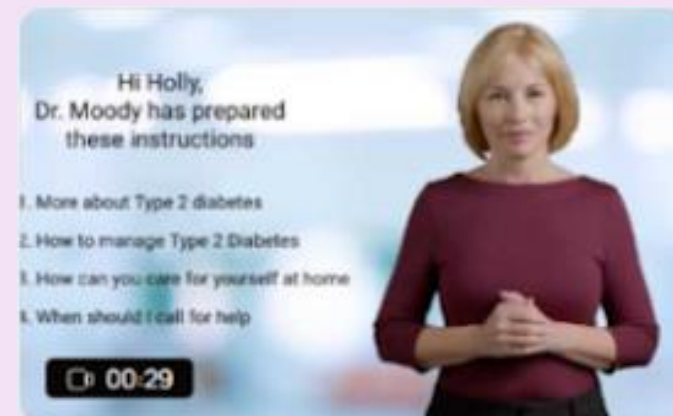 Hi Holly,
Dr. Moody has prepared
these instructions
1. More about Type 2 diabetes
2. How to manage Type 2 Diabetes
3. How can you care for yourself at home
4. When should I call for help
00:29